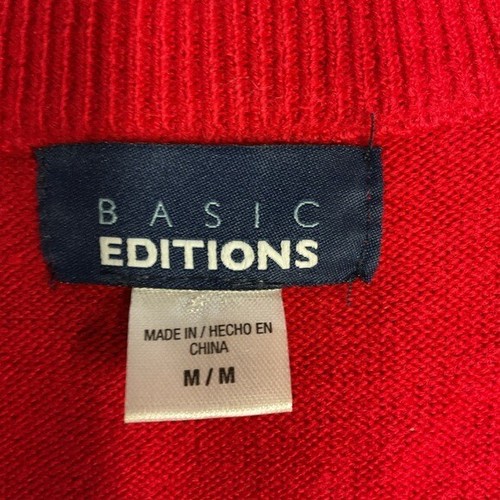 BASIC
EDITIONS
MADE IN / HECHO EN
CHINA
M / M